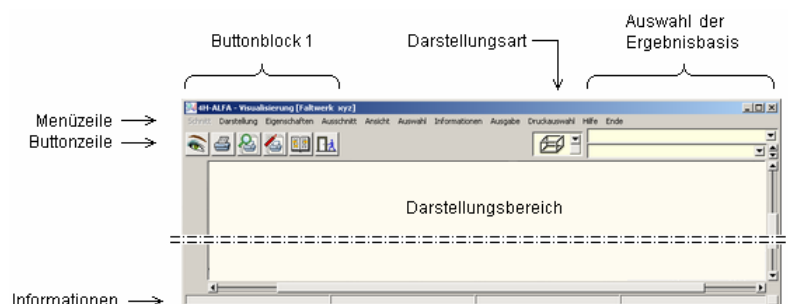 Auswahl der
Buttonblock 1 Darstellungsart Ergebnisbasis
4H-ALFA - Visualisierung [Faltwerk xyz]
Menüzeile Schnitt Darstellung Eigenschaften Ausschnitt Ansicht Auswahl Informationen Ausgabe Druckauswahl Hilfe Ende
Buttonzeile
Darstellungsbereich
Informationen